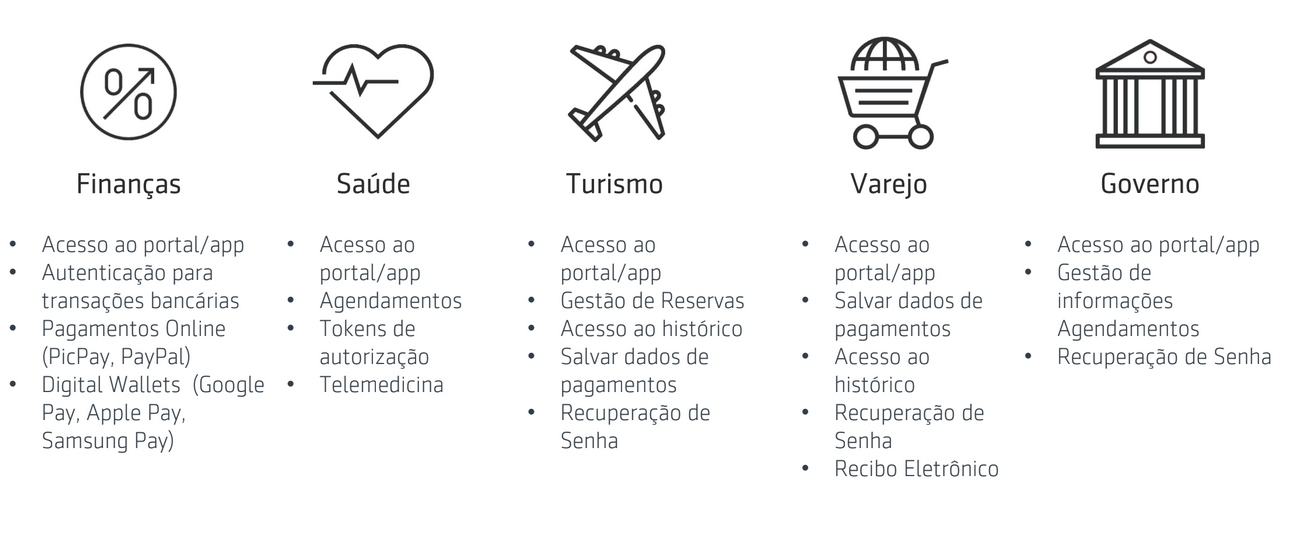 Finanças
• Acesso ao portal/app
• Autenticação para
transações bancárias
• Pagamentos Online
(PicPay, PayPal)
• Digital Wallets (Google
Pay, Apple Pay,
Samsung Pay)
Saúde
• Acesso ao
portal/app
• Agendamentos
• Tokens de
autorização
• Telemedicina
Turismo
• Acesso ao
portal/app
• Gestão de Reservas
• Acesso ao histórico
• Salvar dados de
pagamentos
• Recuperação de
Senha
Varejo
• Acesso ao
portal/app
• Salvar dados de
pagamentos
• Acesso ao
histórico
• Recuperação de
Senha
• Recibo Eletrônico
Governo
• Acesso ao portal/app
• Gestão de
informações
Agendamentos
• Recuperação de Senha